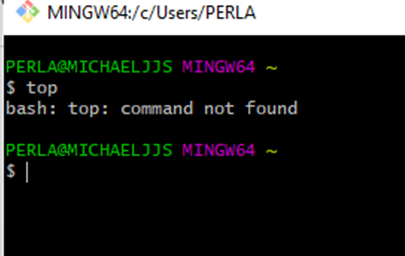 MINGW64:/c/Users/PERLA
PERLA@MICHAELJJS MINGW64 ~
$ top
bash: top: command not found
PERLA@MICHAELJJS MINGW64 ~
$